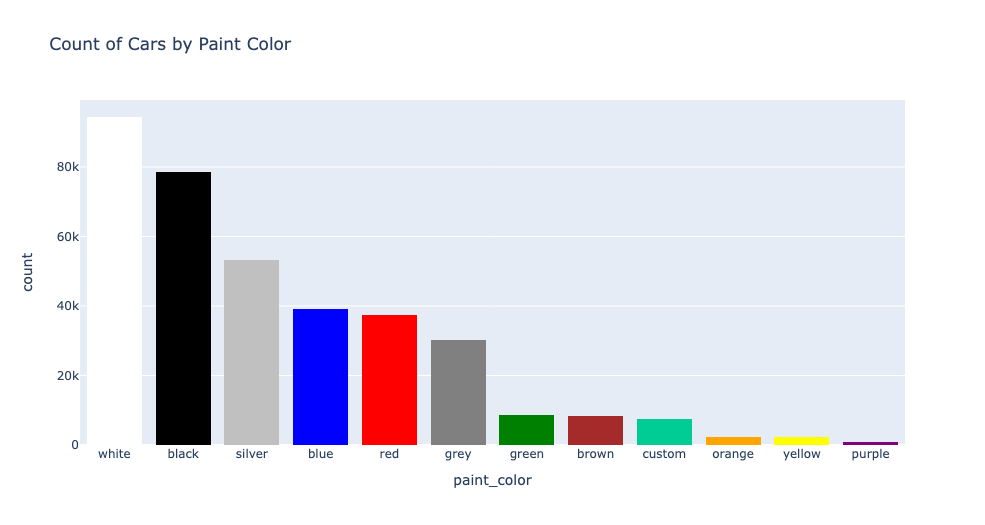 Count of Cars by Paint Color
count
80k
60k
40k
20k
0
white black silver blue red grey green brown custom orange yellow purple
paint_color